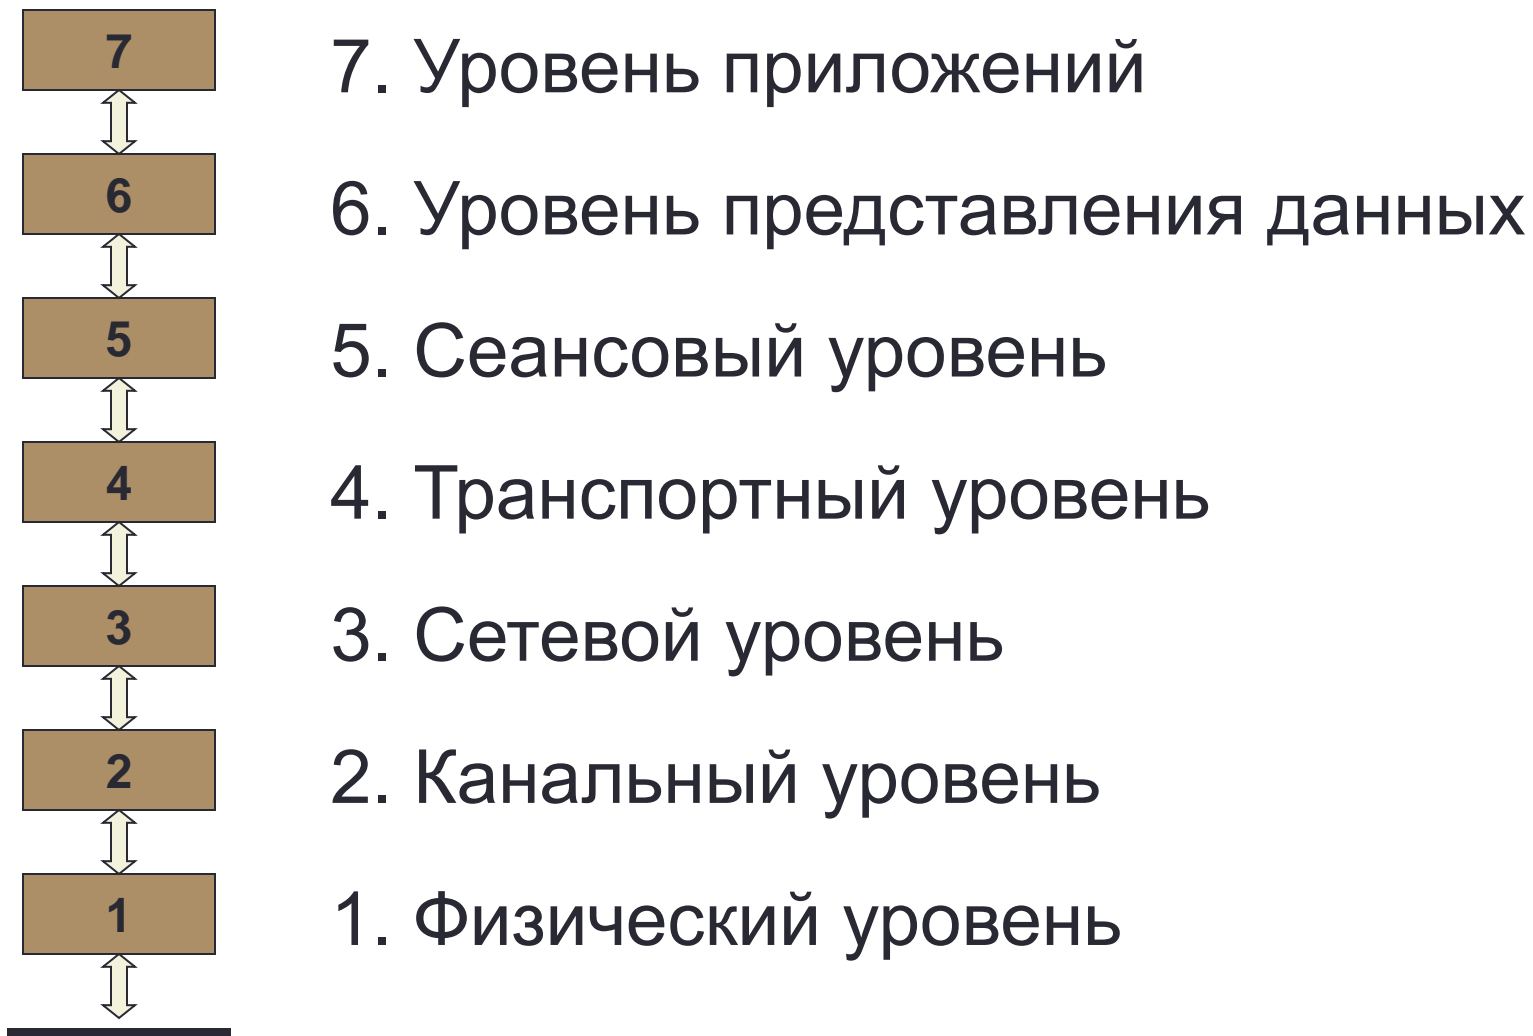 7
7. Уровень приложений
6
6. Уровень представления данных
5
5. Сеансовый уровень
4
4. Транспортный уровень
3
3. Сетевой уровень
2
2. Канальный уровень
1
1. Физический уровень